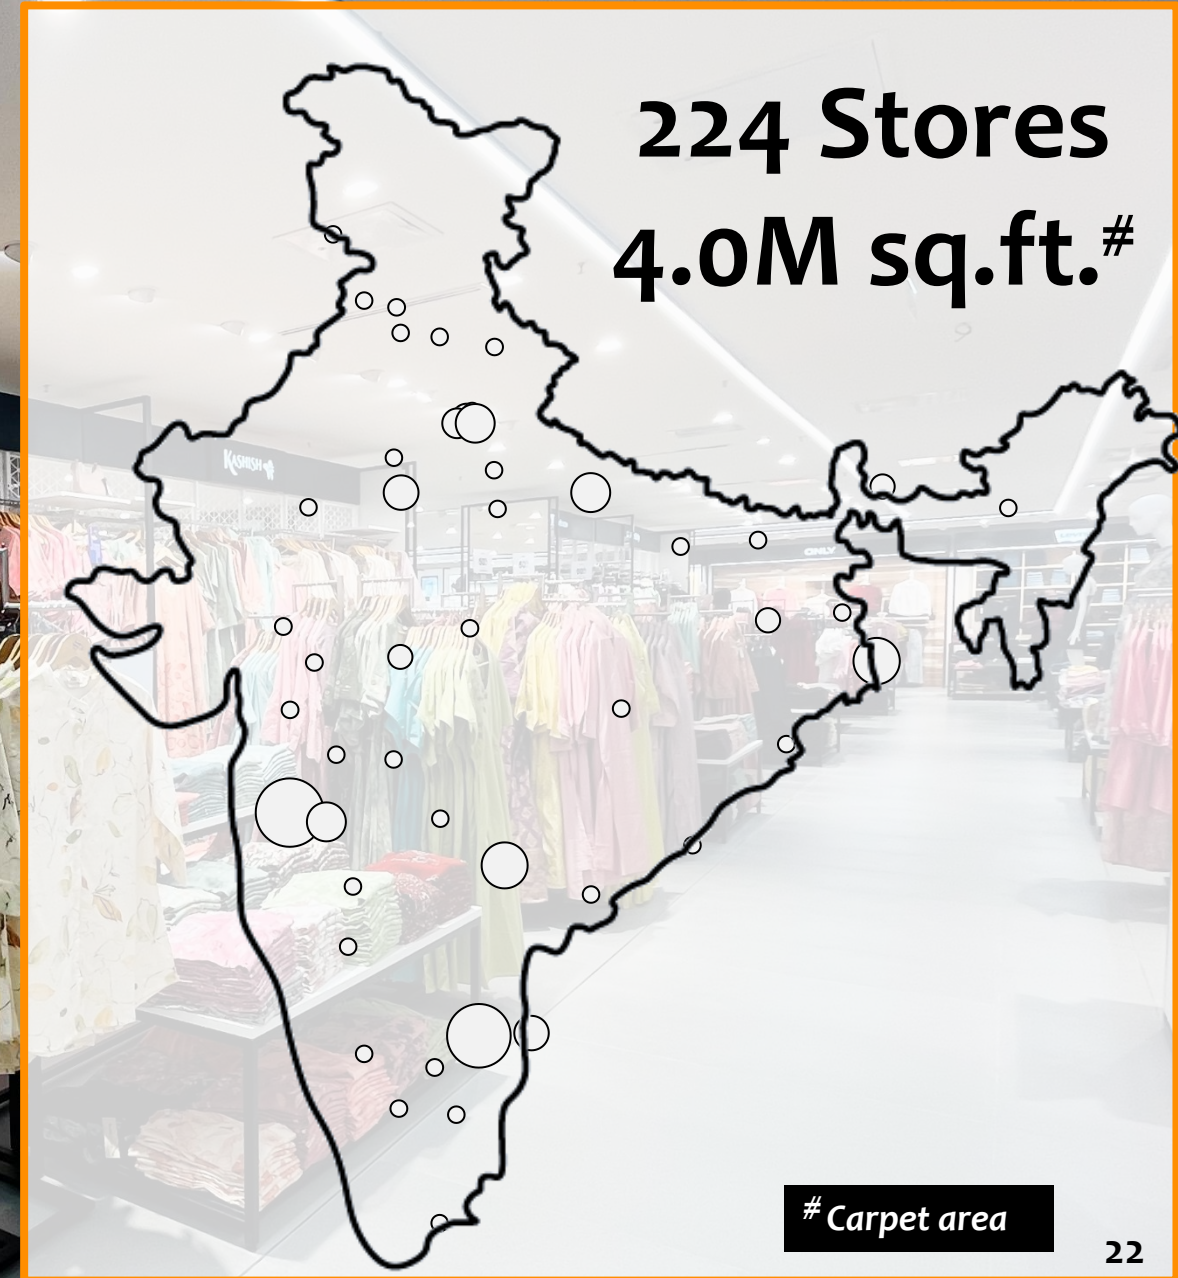 224 Stores
4.0M sq.ft.#
KASHISH
ONLY
# Carpet area
22